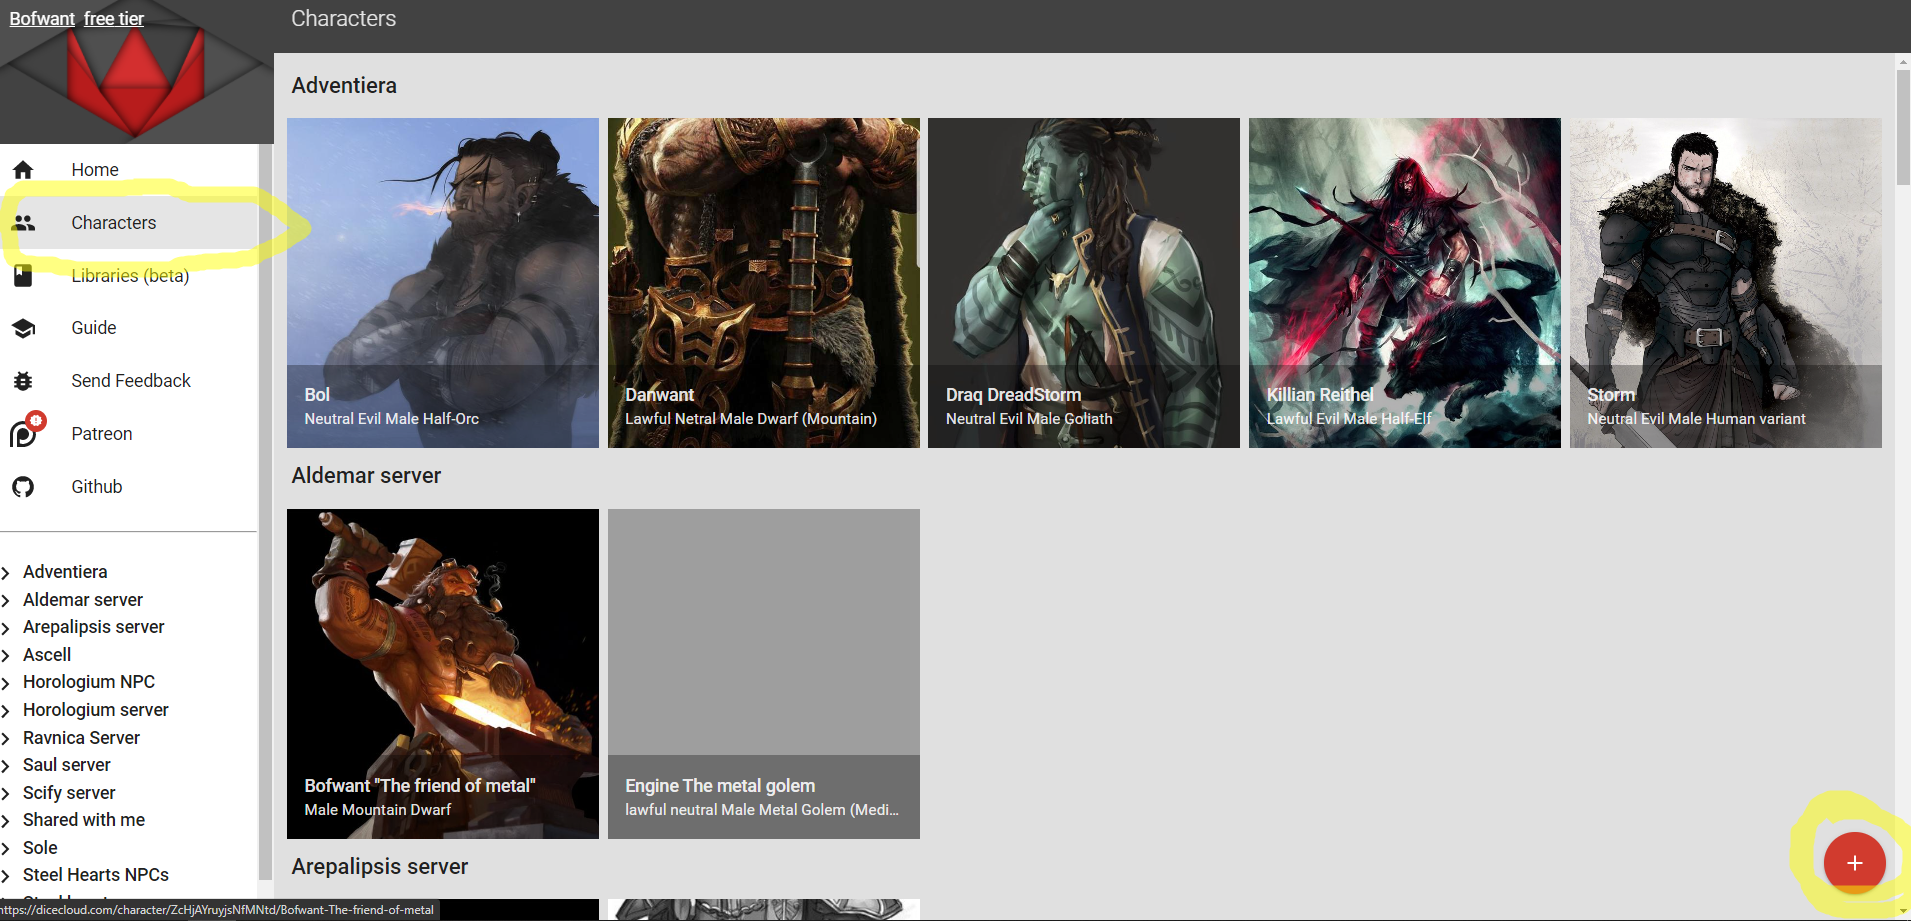 Bofwant free tier
Characters
Home
Characters
Libraries (beta)
Guide
Send Feedback
Patreon
Github
Adventiera
Aldemar server
Arepalipsis server
Ascell
Horologium NPC
Horologium server
Ravnica Server
Saul server
Scify server
Shared with me
Sole
Steel Hearts NPCs
https://dicecloud.com/character/ZcHjAYruyjsNfMNtd/Bofwant-The-friend-of-metal
Adventiera
Bol
Neutral Evil Male Half-Orc
Danwant
Lawful Netral Male Dwarf (Mountain)
Draq DreadStorm
Neutral Evil Male Goliath
Killian Reithel
Lawful Evil Male Half-Elf
Storm
Neutral Evil Male Human variant
Aldemar server
Bofwant "The friend of metal"
Male Mountain Dwarf
Engine The metal golem
lawful neutral Male Metal Golem (Medi...
Arepalipsis server
+